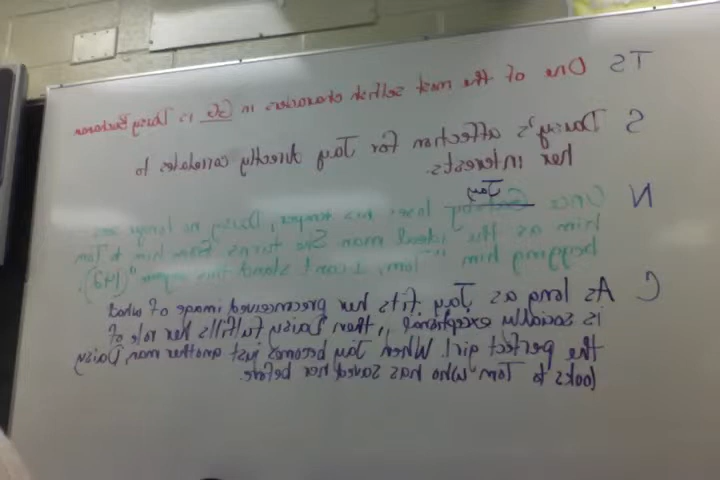 TS One of the most selfish characters in GG is Daisy Buchanan
S Daisy's affection for Jay directly correlates to
her interests.
Jay
N Once Gatsby loses his temper, Daisy no longer sees
him as the ideal man. She turns from him to Tom
begging him "Tom, I can't stand this anymore" (142).
C As long as Jay fits her preconceived image of what
is socially exceptional, then Daisy fulfills her role of
the perfect girl. When Jay becomes just another man, Daisy
looks to Tom who has saved her before.